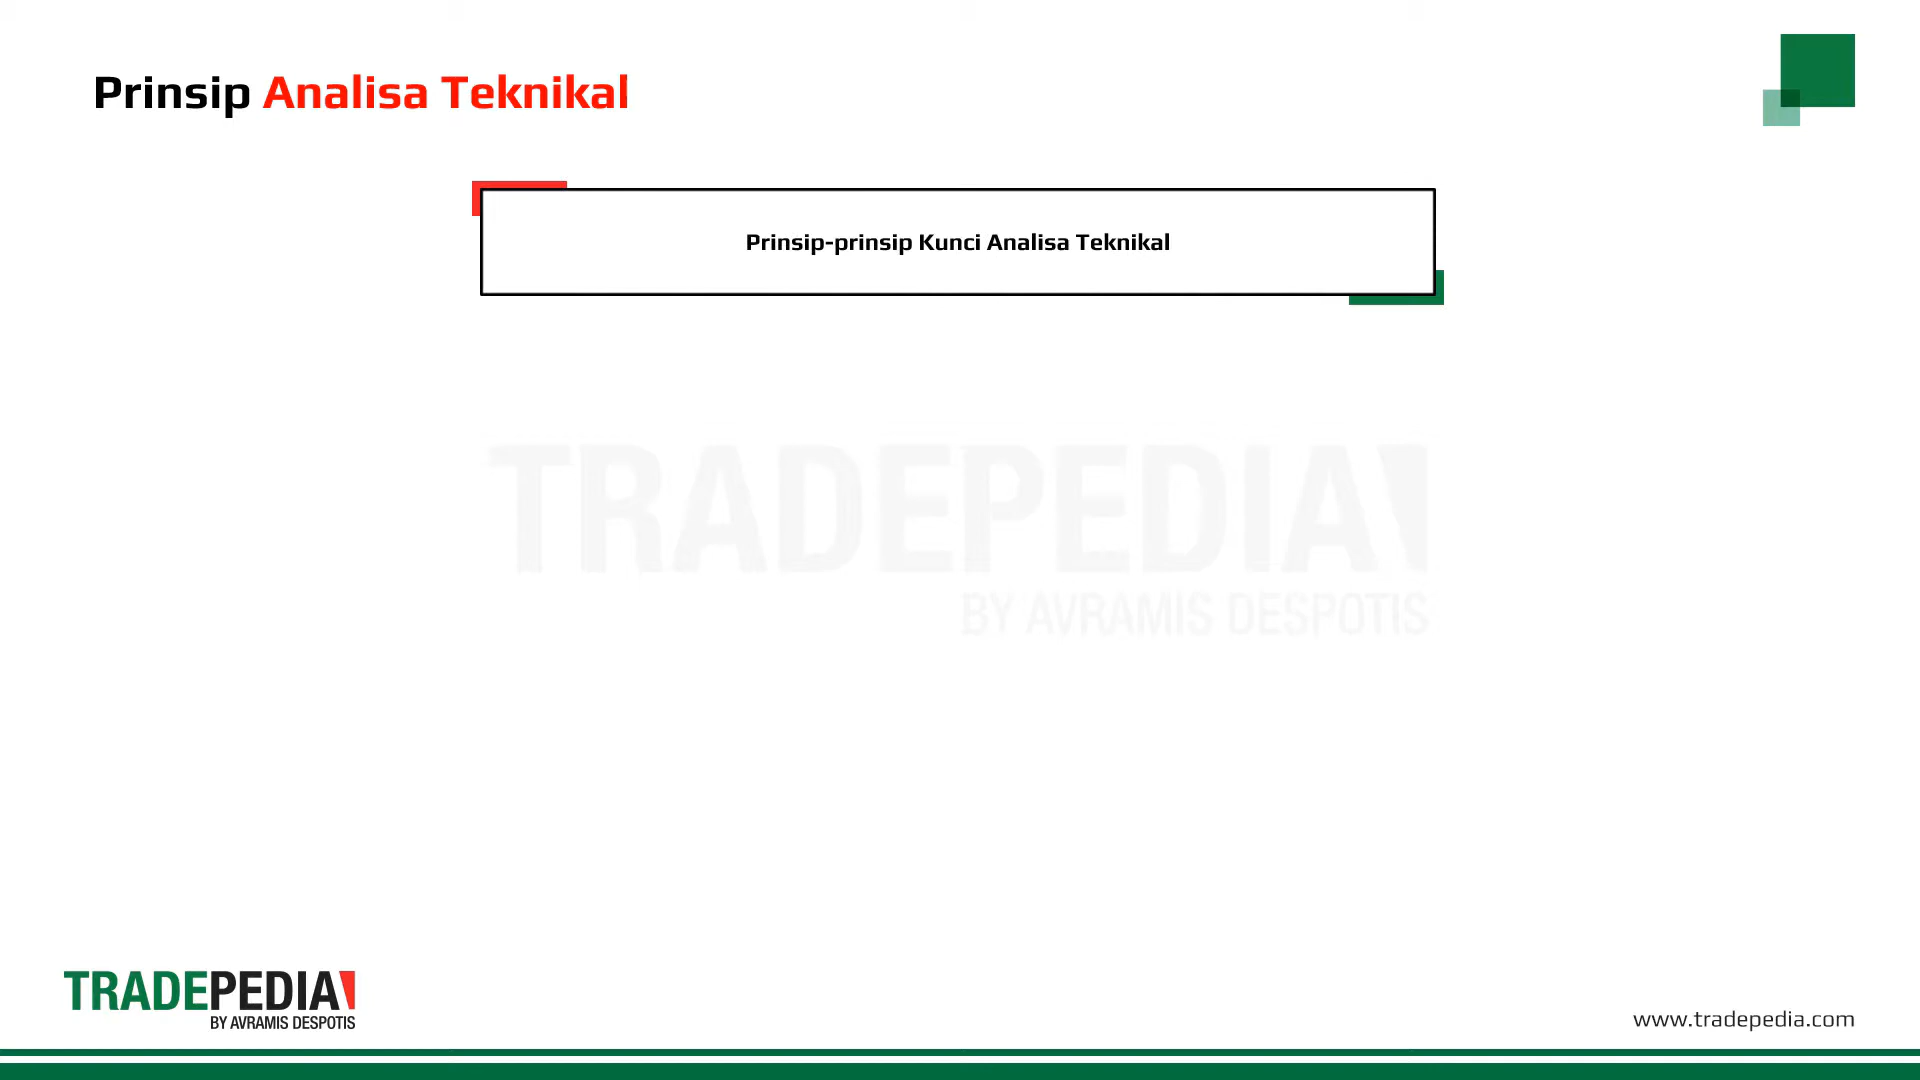 Prinsip Analisa Teknikal
Prinsip-prinsip Kunci Analisa Teknikal
TRADEPEDIA
BY AVRAMIS DESPOTIS
TRADEPEDIA
BY AVRAMIS DESPOTIS
www.tradepedia.com